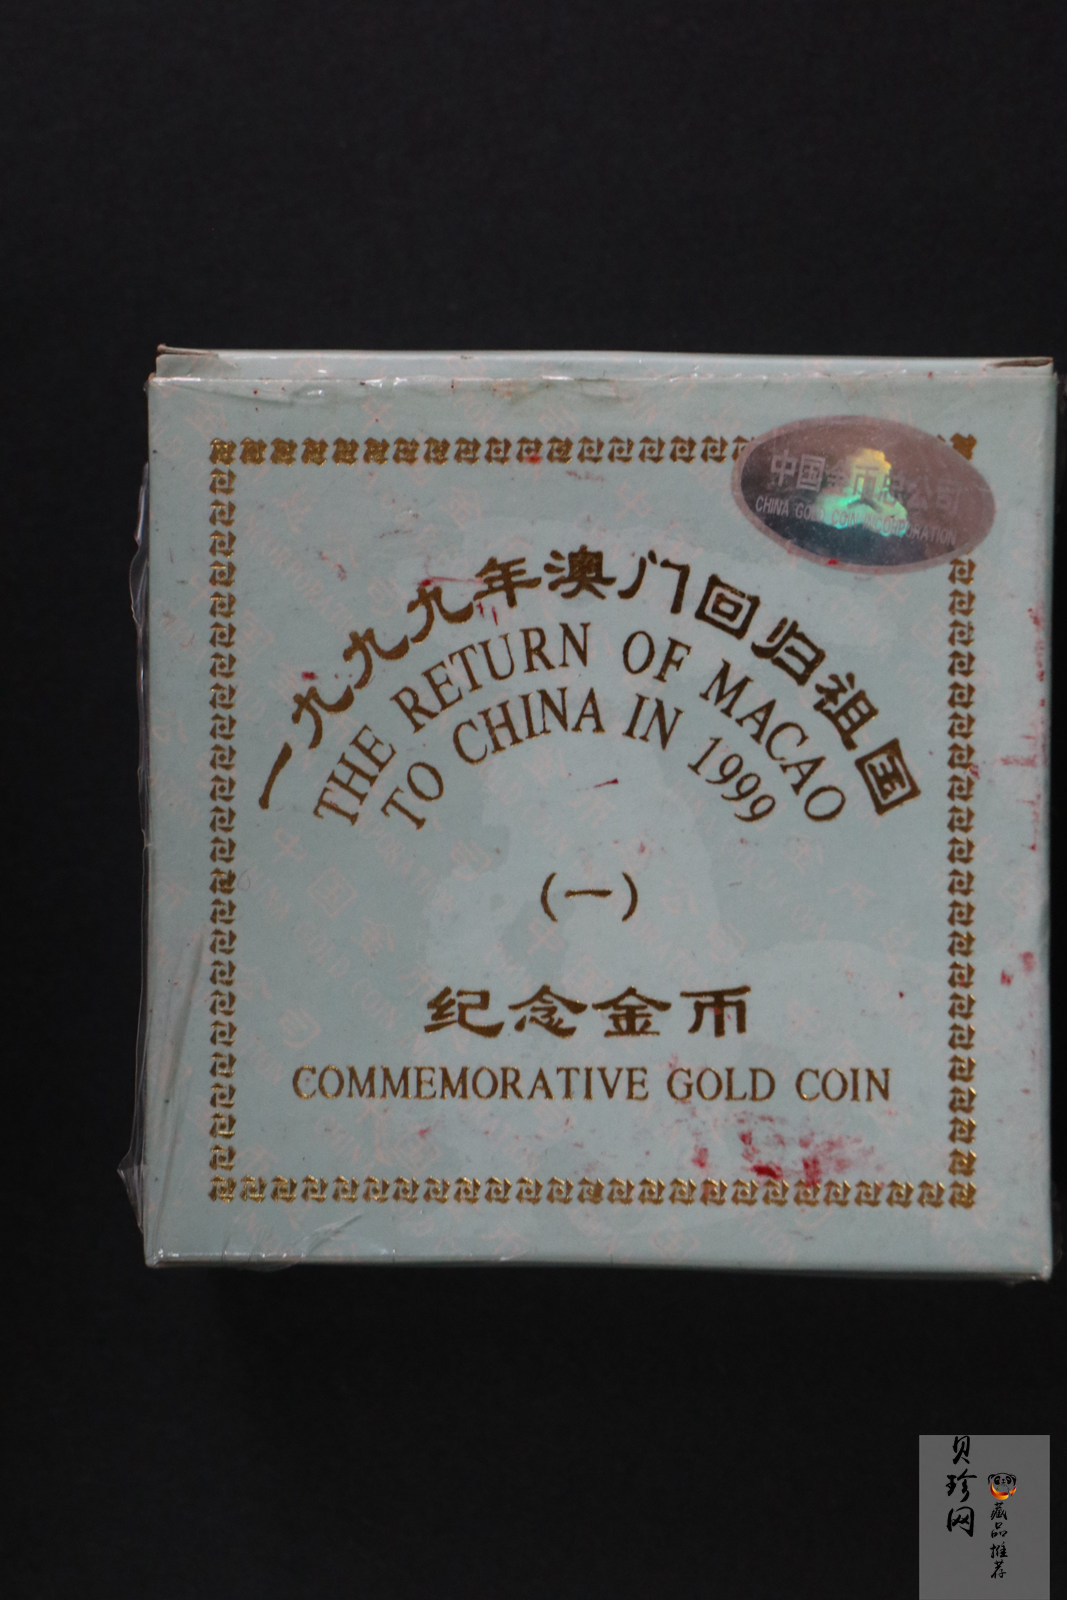 中国金币总公司
CHINA GOLD COIN INCORPORATION
一九九九年澳门回归祖国
THE RETURN OF MACAO
TO CHINA IN 1999
(一)
纪念金币
COMMEMORATIVE GOLD COIN
贝珍网
藏品推荐